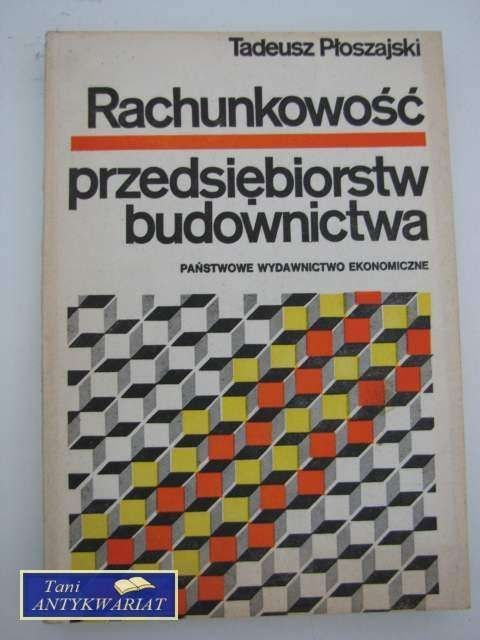 Tadeusz Płoszajski
Rachunkowość
przedsiębiorstw
budownictwa
PAŃSTWOWE WYDAWNICTWO EKONOMICZNE
Tani
ANTYKWARIAT